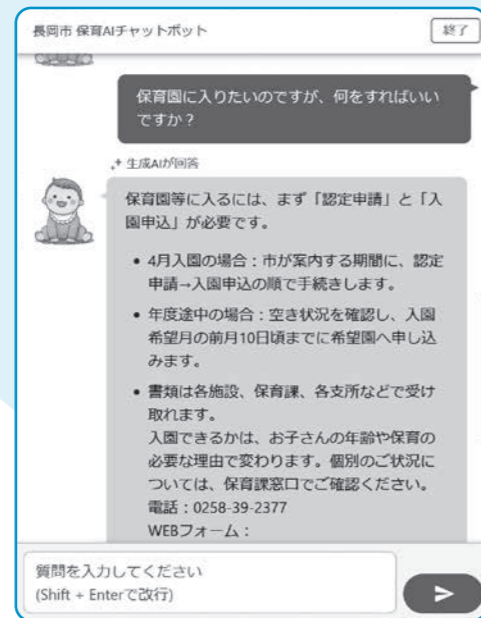 長岡市 保育AIチャットボット
終了
保育園に入りたいのですが、何をすればいい
ですか？
生成AIが回答
保育園等に入るには、まず「認定申請」と「入
園申込」が必要です。
• 4月入園の場合：市が案内する期間に、認定
申請→入園申込の順で手続きします。
• 年度途中の場合：空き状況を確認し、入園
希望月の前月10日頃までに希望園へ申し込
みます。
• 書類は各施設、保育課、各支所などで受け
取れます。
入園できるかは、お子さんの年齢や保育の
必要な理由で変わります。個別のご状況に
ついては、保育課窓口でご確認ください。
電話：0258-39-2377
WEBフォーム：
質問を入力してください
(Shift + Enterで改行)